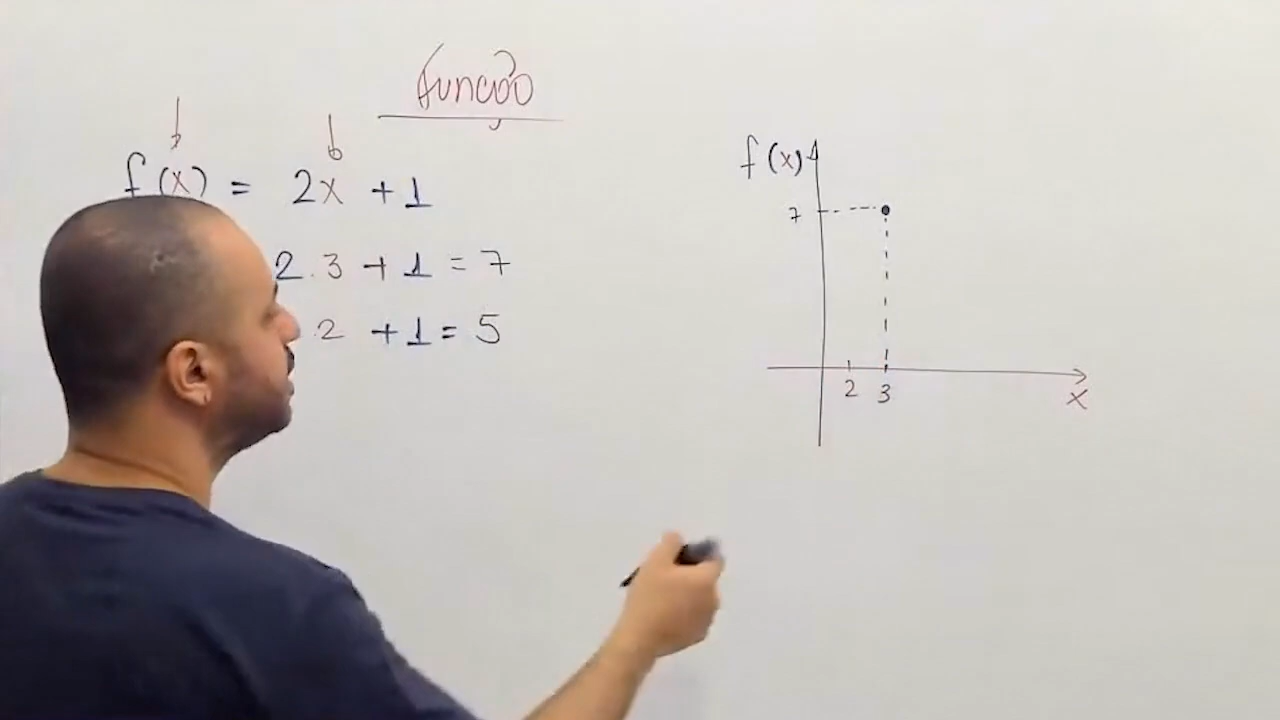 Função
f(x) = 2x + 1
2.3 + 1 = 7
.2 + 1 = 5
f(x)
7
2 3
x